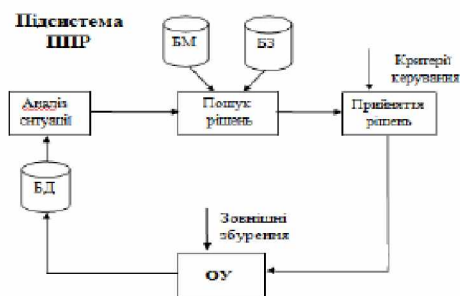 Підсистема
ППР
БМ
БЗ
Критерії
керування
Аналіз
ситуації
Пошук
рішень
Прийняття
рішень
БД
Зовнішні
збурення
ОУ